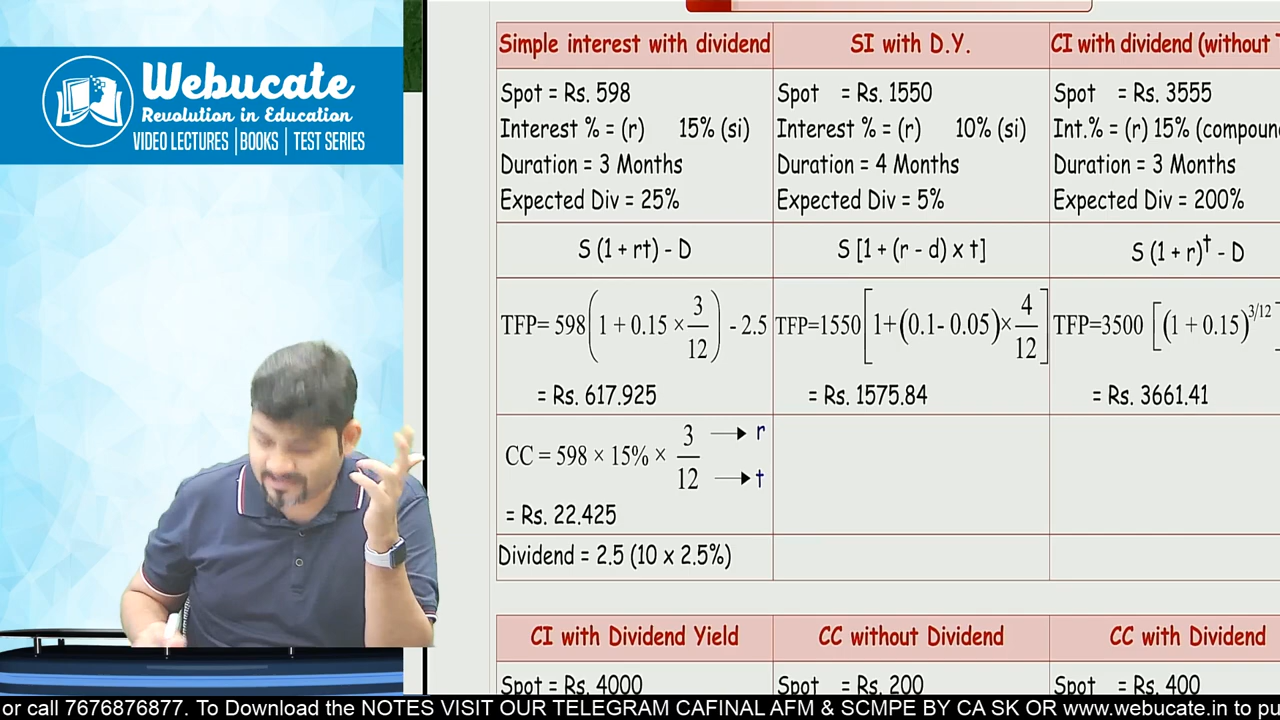 Webucate
Revolution in Education
VIDEO LECTURES | BOOKS | TEST SERIES
Simple interest with dividend
Spot = Rs. 598
Interest % = (r) 15% (si)
Duration = 3 Months
Expected Div = 25%
S (1 + rt) - D
TFP= 598(1 + 0.15 × 3/12) - 2.5
= Rs. 617.925
CC = 598 × 15% × 3/12 → r → t
= Rs. 22.425
Dividend = 2.5 (10 x 2.5%)
SI with D.Y.
Spot = Rs. 1550
Interest % = (r) 10% (si)
Duration = 4 Months
Expected Div = 5%
S [1 + (r - d) x t]
TFP=1550[1+(0.1- 0.05)× 4/12]
= Rs. 1575.84
CI with dividend (without
Spot = Rs. 3555
Int.% = (r) 15% (compou
Duration = 3 Months
Expected Div = 200%
S (1 + r)^t - D
TFP=3500 [(1 + 0.15)^3/12]
= Rs. 3661.41
CI with Dividend Yield
Spot = Rs. 4000
CC without Dividend
Spot = Rs. 200
CC with Dividend
Spot = Rs. 400
or call 7676876877. To Download the NOTES VISIT OUR TELEGRAM CAFINAL AFM & SCMPE BY CA SK OR www.webucate.in to pu